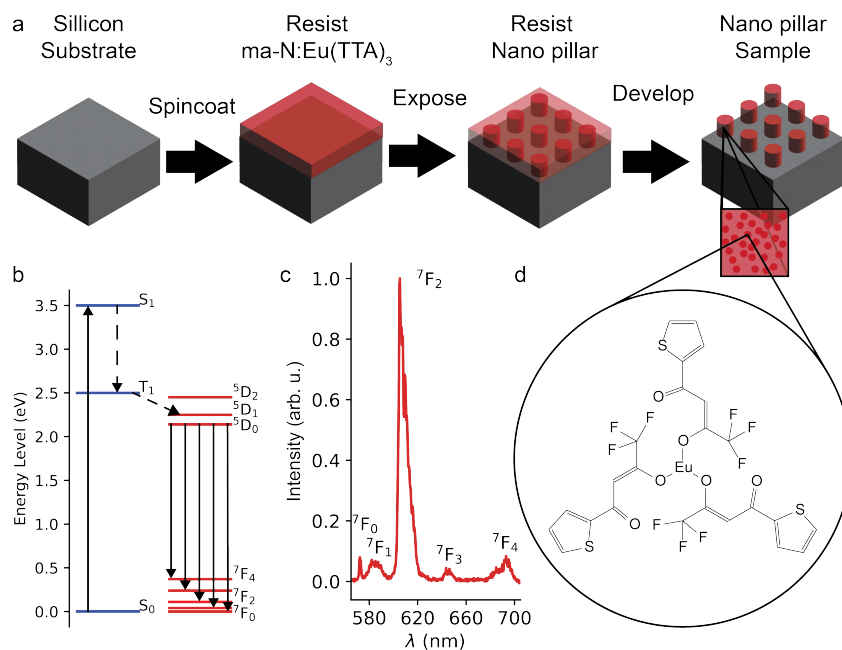 a
Sillicon
Substrate
Spincoat
Resist
ma-N:Eu(TTA)₃
Expose
Resist
Nano pillar
Develop
Nano pillar
Sample
b
Energy Level (eV)
3.5
3.0
2.5
2.0
1.5
1.0
0.5
0.0
S₁
T₁
S₀
⁵D₂
⁵D₁
⁵D₀
⁷F₄
⁷F₂
⁷F₀
c
Intensity (arb. u.)
1.0
0.8
0.6
0.4
0.2
0.0
⁷F₂
⁷F₀
⁷F₁
⁷F₃
⁷F₄
580
620
660
700
λ (nm)
d
S
O
F
F
F
O
F
F
F
O
Eu
O
O
S
O
F
F
F
S